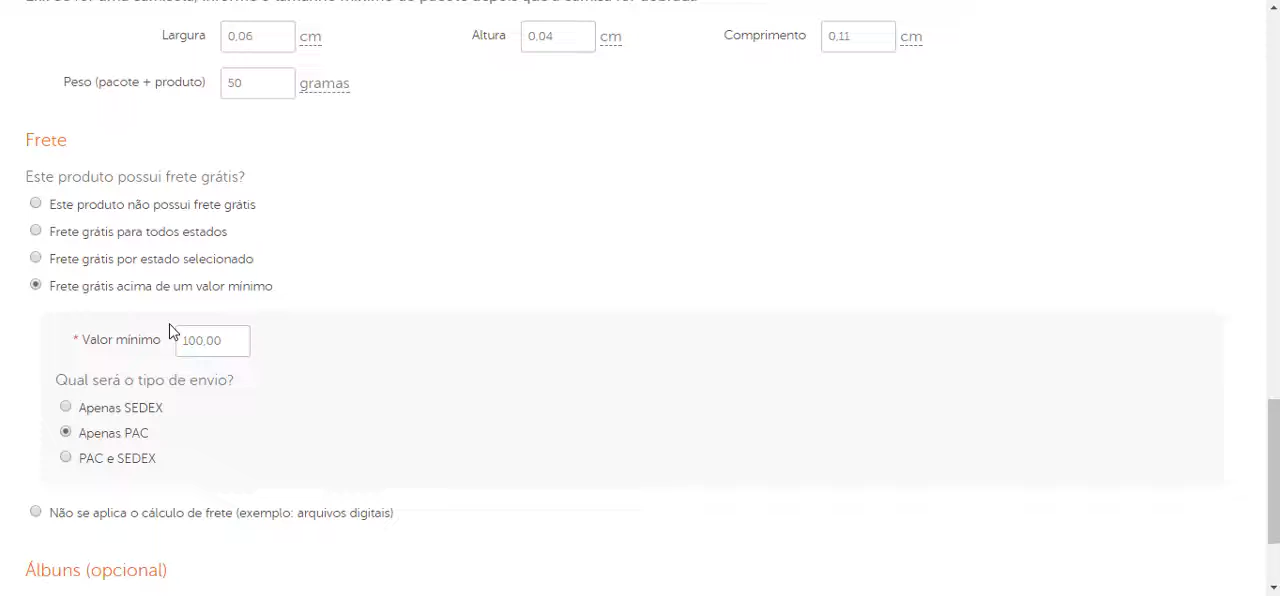 Largura 0,06 cm Altura 0,04 cm Comprimento 0,11 cm
Peso (pacote + produto) 50 gramas
Frete
Este produto possui frete grátis?
Este produto não possui frete grátis
Frete grátis para todos estados
Frete grátis por estado selecionado
Frete grátis acima de um valor mínimo
* Valor mínimo 100,00
Qual será o tipo de envio?
Apenas SEDEX
Apenas PAC
PAC e SEDEX
Não se aplica o cálculo de frete (exemplo: arquivos digitais)
Álbuns (opcional)